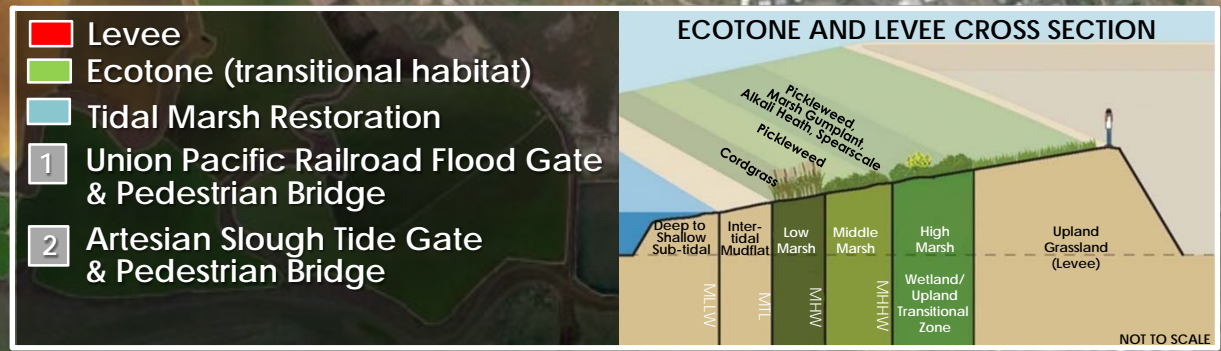 Levee
Ecotone (transitional habitat)
Tidal Marsh Restoration
1 Union Pacific Railroad Flood Gate
& Pedestrian Bridge
2 Artesian Slough Tide Gate
& Pedestrian Bridge
ECOTONE AND LEVEE CROSS SECTION
Cordgrass
Pickleweed
Pickleweed,
Marsh Gumplant,
Alkali Heath, Spearscale
Deep to
Shallow
Sub-tidal
Inter-
tidal
Mudflat
Low
Marsh
Middle
Marsh
High
Marsh
Wetland/
Upland
Transitional
Zone
Upland
Grassland
(Levee)
MLLW
MTL
MHW
MHHW
NOT TO SCALE